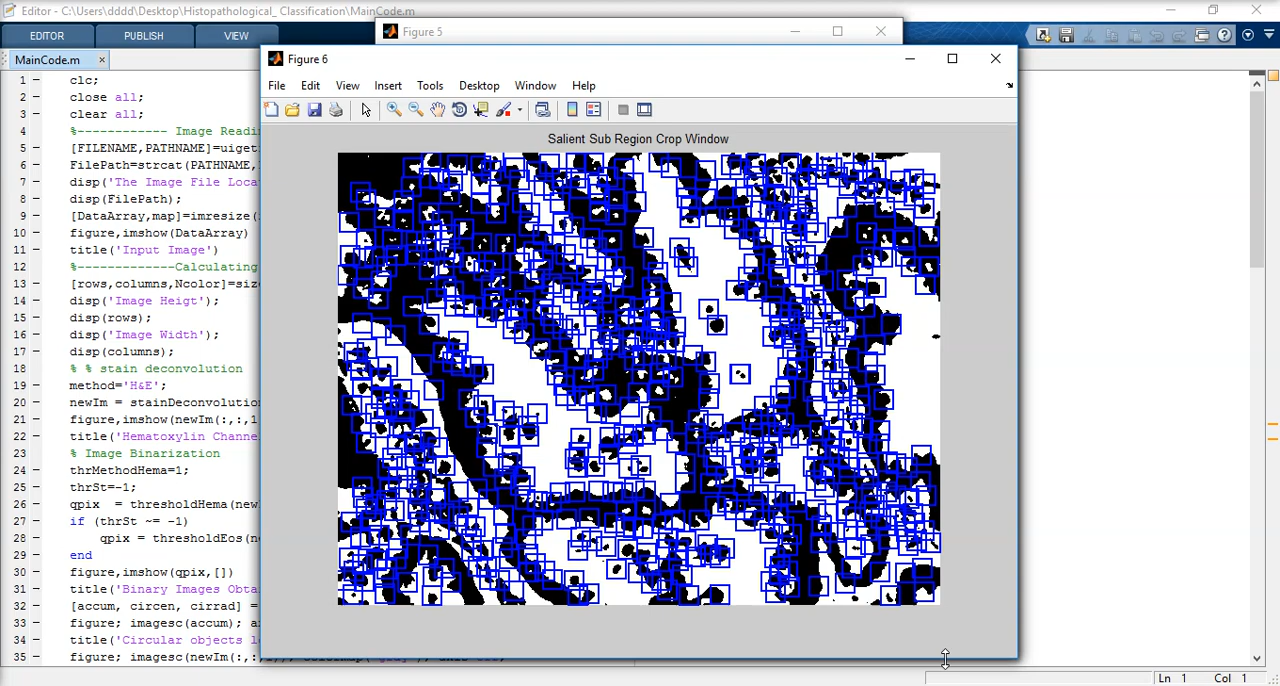 Editor - C:\Users\dddd\Desktop\Histopathological_ Classification\MainCode.m
EDITOR PUBLISH VIEW
MainCode.m
Figure 5
Figure 6
File Edit View Insert Tools Desktop Window Help
Salient Sub Region Crop Window
1 clc;
2 close all;
3 clear all;
4 %------------ Image Readi
5 [FILENAME,PATHNAME]=uiget
6 FilePath=strcat(PATHNAME,
7 disp('The Image File Loca
8 disp(FilePath);
9 [DataArray,map]=imresize(
10 figure,imshow(DataArray)
11 title('Input Image')
12 %-------------Calculating
13 [rows,columns,Ncolor]=siz
14 disp('Image Heigt');
15 disp(rows);
16 disp('Image Width');
17 disp(columns);
18 % % stain deconvolution
19 method='H&E';
20 newIm = stainDeconvolutio
21 figure,imshow(newIm(:,:,1
22 title('Hematoxylin Channe
23 % Image Binarization
24 thrMethodHema=1;
25 thrSt=-1;
26 qpix = thresholdHema(new
27 if (thrSt ~= -1)
28 qpix = thresholdEos(ne
29 end
30 figure,imshow(qpix,[])
31 title('Binary Images Obta
32 [accum, circen, cirrad] =
33 figure; imagesc(accum); a
34 title('Circular objects l
35 figure; imagesc(newIm(:,:,
Ln 1 Col 1